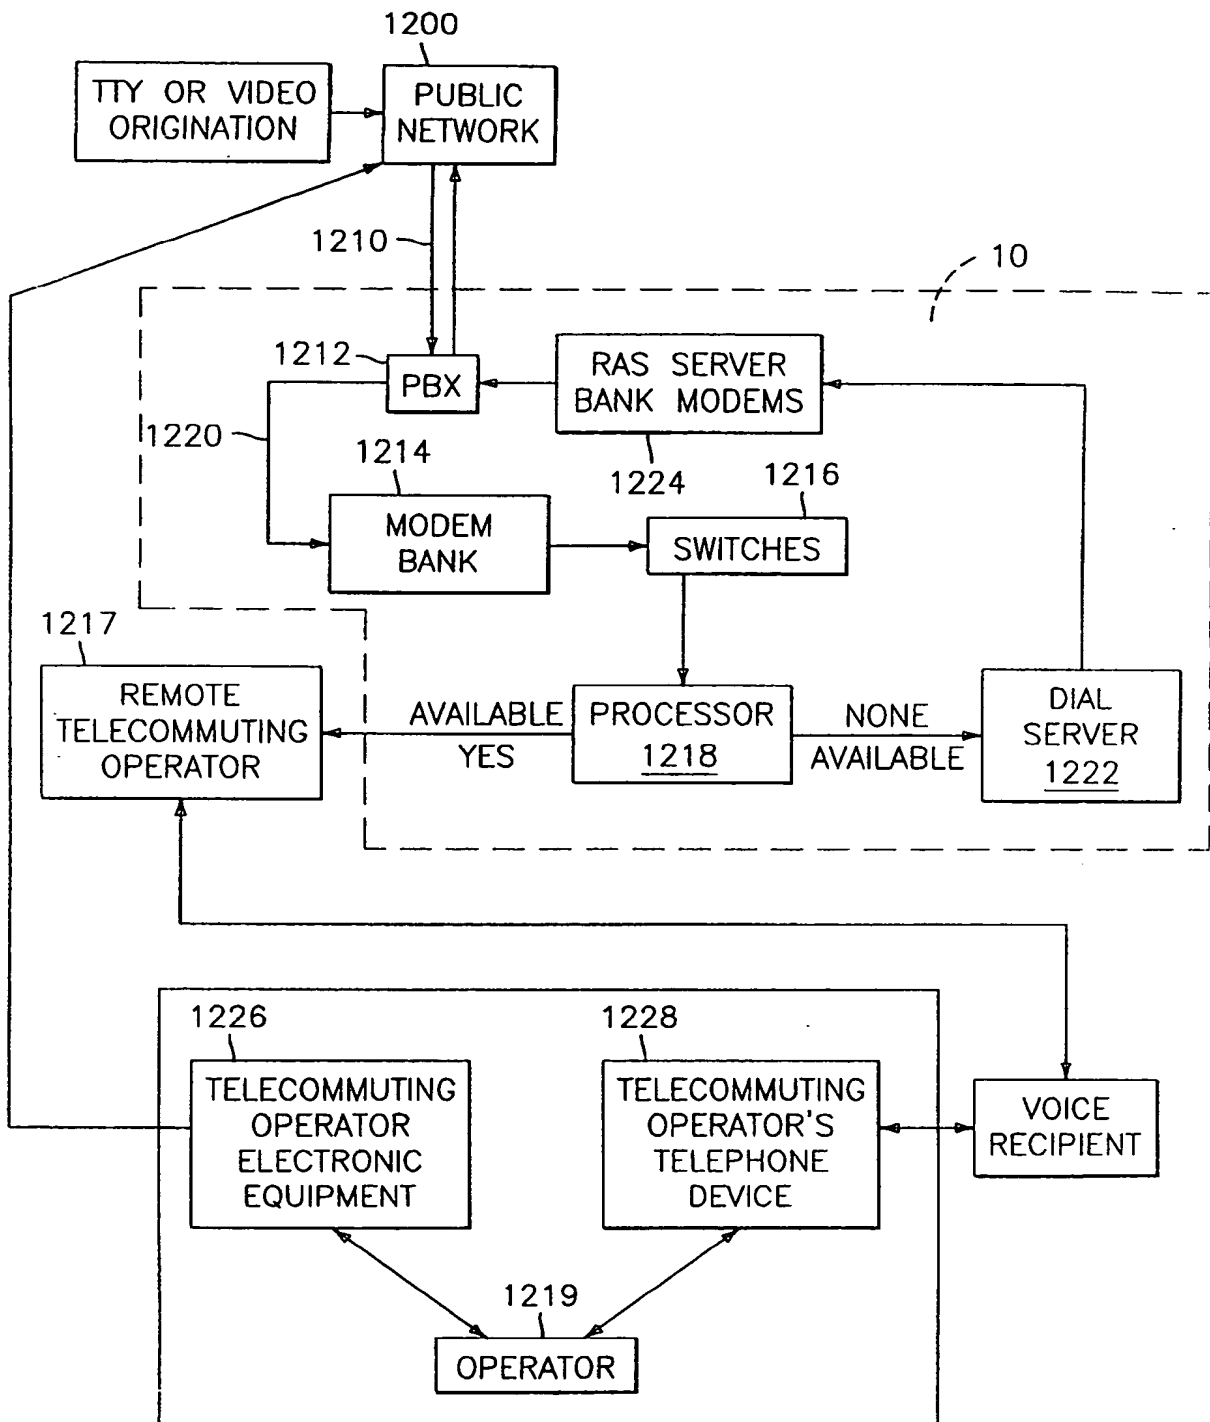 1200
TTY OR VIDEO
ORIGINATION
PUBLIC
NETWORK
1210
10
1212
PBX
RAS SERVER
BANK MODEMS
1220
1214
1224
1216
MODEM
BANK
SWITCHES
1217
REMOTE
TELECOMMUTING
OPERATOR
AVAILABLE
YES
PROCESSOR
1218
NONE
AVAILABLE
DIAL
SERVER
1222
1226
1228
TELECOMMUTING
OPERATOR
ELECTRONIC
EQUIPMENT
TELECOMMUTING
OPERATOR'S
TELEPHONE
DEVICE
VOICE
RECIPIENT
1219
OPERATOR